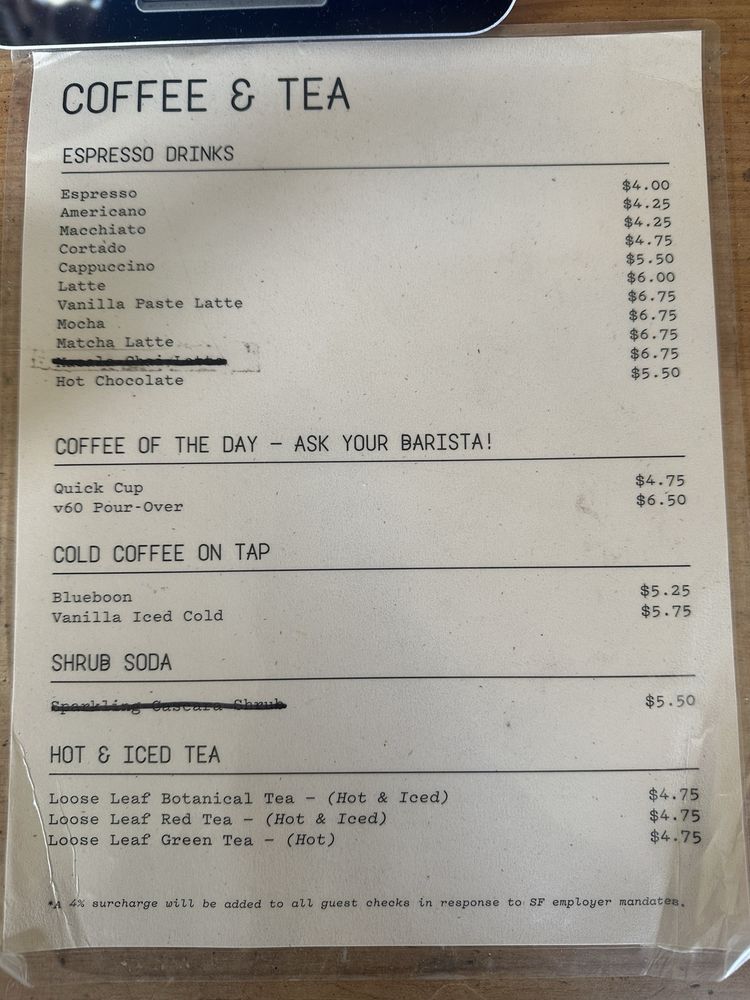 COFFEE & TEA
ESPRESSO DRINKS
Espresso $4.00
Americano $4.25
Macchiato $4.25
Cortado $4.75
Cappuccino $5.50
Latte $6.00
Vanilla Paste Latte $6.75
Mocha $6.75
Matcha Latte $6.75
Masala Chai Latte $6.75
Hot Chocolate $5.50
COFFEE OF THE DAY – ASK YOUR BARISTA!
Quick Cup $4.75
v60 Pour-Over $6.50
COLD COFFEE ON TAP
Blueboon $5.25
Vanilla Iced Cold $5.75
SHRUB SODA
Sparkling Cascara Shrub $5.50
HOT & ICED TEA
Loose Leaf Botanical Tea – (Hot & Iced) $4.75
Loose Leaf Red Tea – (Hot & Iced) $4.75
Loose Leaf Green Tea – (Hot) $4.75
*A 4% surcharge will be added to all guest checks in response to SF employer mandates.